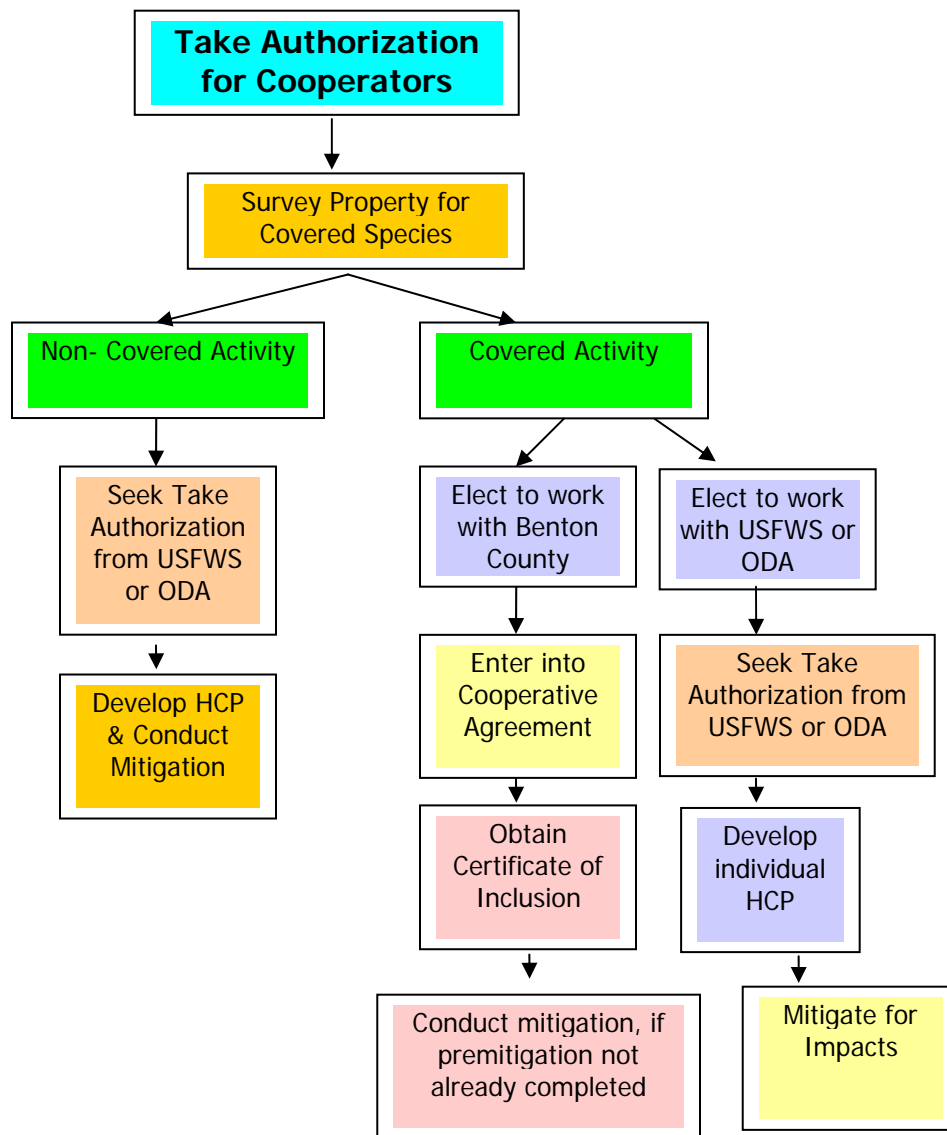 Take Authorization
for Cooperators
Survey Property for
Covered Species
Non- Covered Activity
Covered Activity
Seek Take
Authorization
from USFWS
or ODA
Elect to work
with Benton
County
Elect to work
with USFWS or
ODA
Develop HCP
& Conduct
Mitigation
Enter into
Cooperative
Agreement
Seek Take
Authorization from
USFWS or ODA
Obtain
Certificate of
Inclusion
Develop
individual
HCP
Conduct mitigation, if
premitigation not
already completed
Mitigate for
Impacts